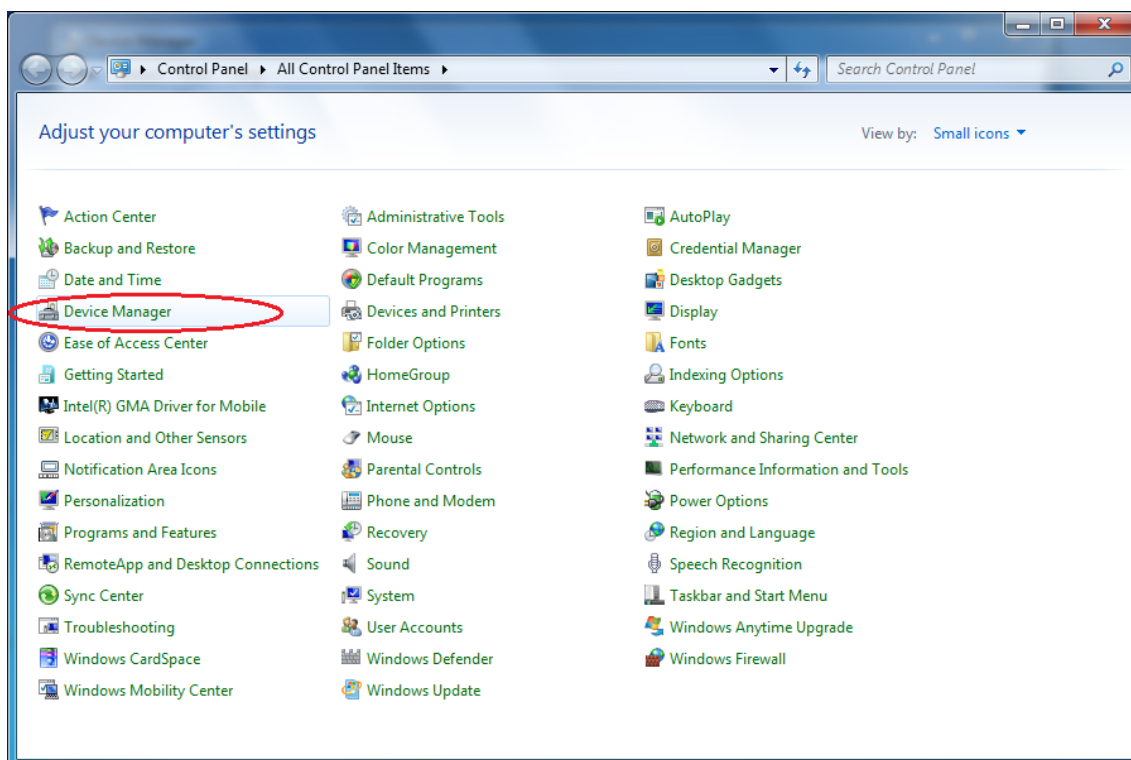 Control Panel All Control Panel Items Search Control Panel
Adjust your computer's settings View by: Small icons
Action Center Administrative Tools AutoPlay
Backup and Restore Color Management Credential Manager
Date and Time Default Programs Desktop Gadgets
Device Manager Devices and Printers Display
Ease of Access Center Folder Options Fonts
Getting Started HomeGroup Indexing Options
Intel(R) GMA Driver for Mobile Internet Options Keyboard
Location and Other Sensors Mouse Network and Sharing Center
Notification Area Icons Parental Controls Performance Information and Tools
Personalization Phone and Modem Power Options
Programs and Features Recovery Region and Language
RemoteApp and Desktop Connections Sound Speech Recognition
Sync Center System Taskbar and Start Menu
Troubleshooting User Accounts Windows Anytime Upgrade
Windows CardSpace Windows Defender Windows Firewall
Windows Mobility Center Windows Update